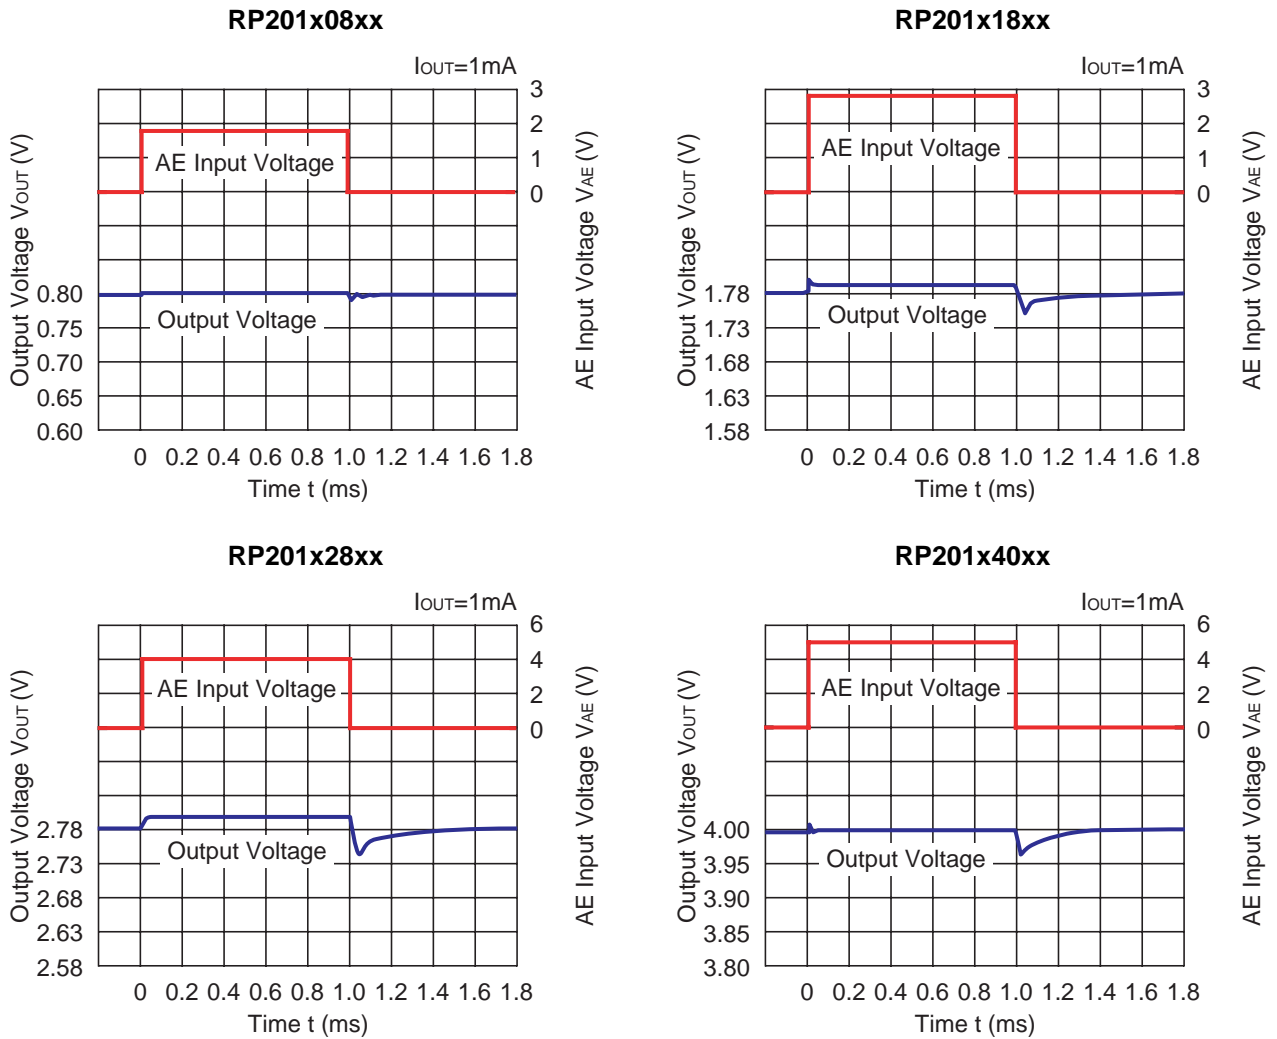 RP201x08xx
IOUT=1mA
Output Voltage VOUT (V)
0.80
0.75
0.70
0.65
0.60
AE Input Voltage
Output Voltage
3
2
1
0
AE Input Voltage VAE (V)
0 0.2 0.4 0.6 0.8 1.0 1.2 1.4 1.6 1.8
Time t (ms)
RP201x18xx
IOUT=1mA
Output Voltage VOUT (V)
1.78
1.73
1.68
1.63
1.58
AE Input Voltage
Output Voltage
3
2
1
0
AE Input Voltage VAE (V)
0 0.2 0.4 0.6 0.8 1.0 1.2 1.4 1.6 1.8
Time t (ms)
RP201x28xx
IOUT=1mA
Output Voltage VOUT (V)
2.78
2.73
2.68
2.63
2.58
AE Input Voltage
Output Voltage
6
4
2
0
AE Input Voltage VAE (V)
0 0.2 0.4 0.6 0.8 1.0 1.2 1.4 1.6 1.8
Time t (ms)
RP201x40xx
IOUT=1mA
Output Voltage VOUT (V)
4.00
3.95
3.90
3.85
3.80
AE Input Voltage
Output Voltage
6
4
2
0
AE Input Voltage VAE (V)
0 0.2 0.4 0.6 0.8 1.0 1.2 1.4 1.6 1.8
Time t (ms)